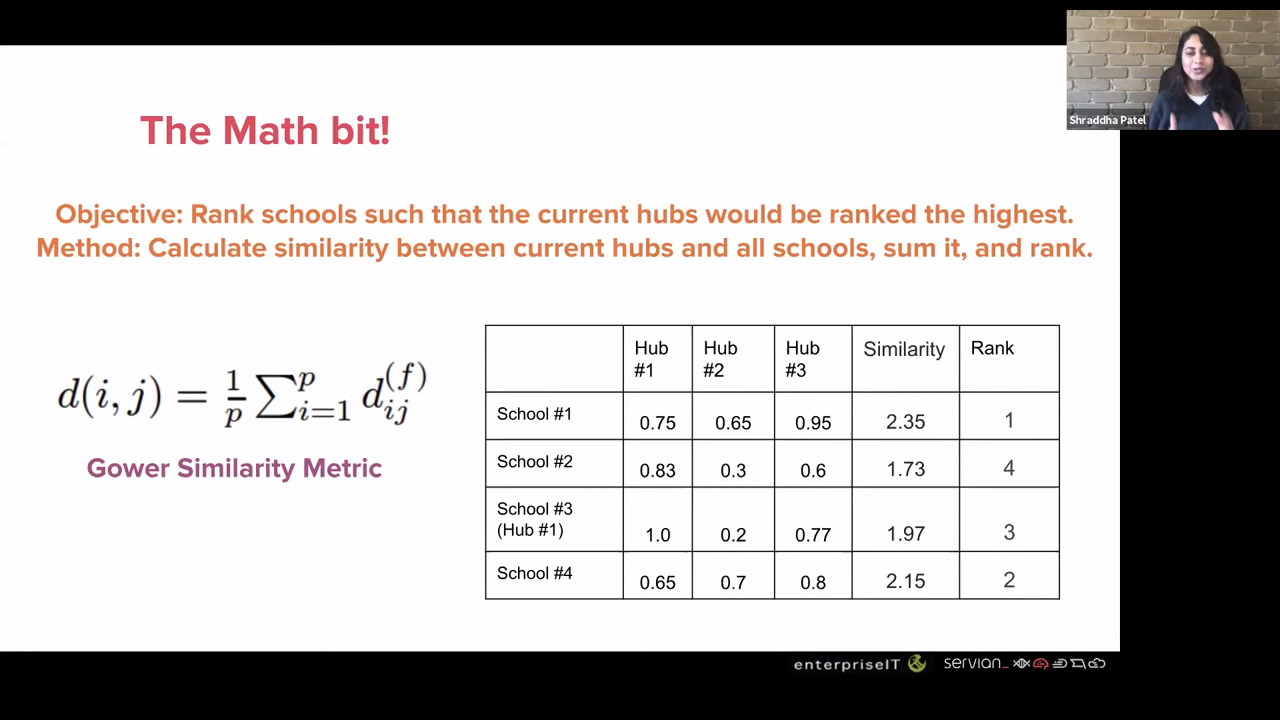 Shraddha Patel
The Math bit!
Objective: Rank schools such that the current hubs would be ranked the highest.
Method: Calculate similarity between current hubs and all schools, sum it, and rank.
d(i, j) = 1/p ∑_{i=1}^{p} d_{ij}^{(f)}
Gower Similarity Metric
Hub #1 Hub #2 Hub #3 Similarity Rank
School #1 0.75 0.65 0.95 2.35 1
School #2 0.83 0.3 0.6 1.73 4
School #3 (Hub #1) 1.0 0.2 0.77 1.97 3
School #4 0.65 0.7 0.8 2.15 2
enterpriseIT servian_